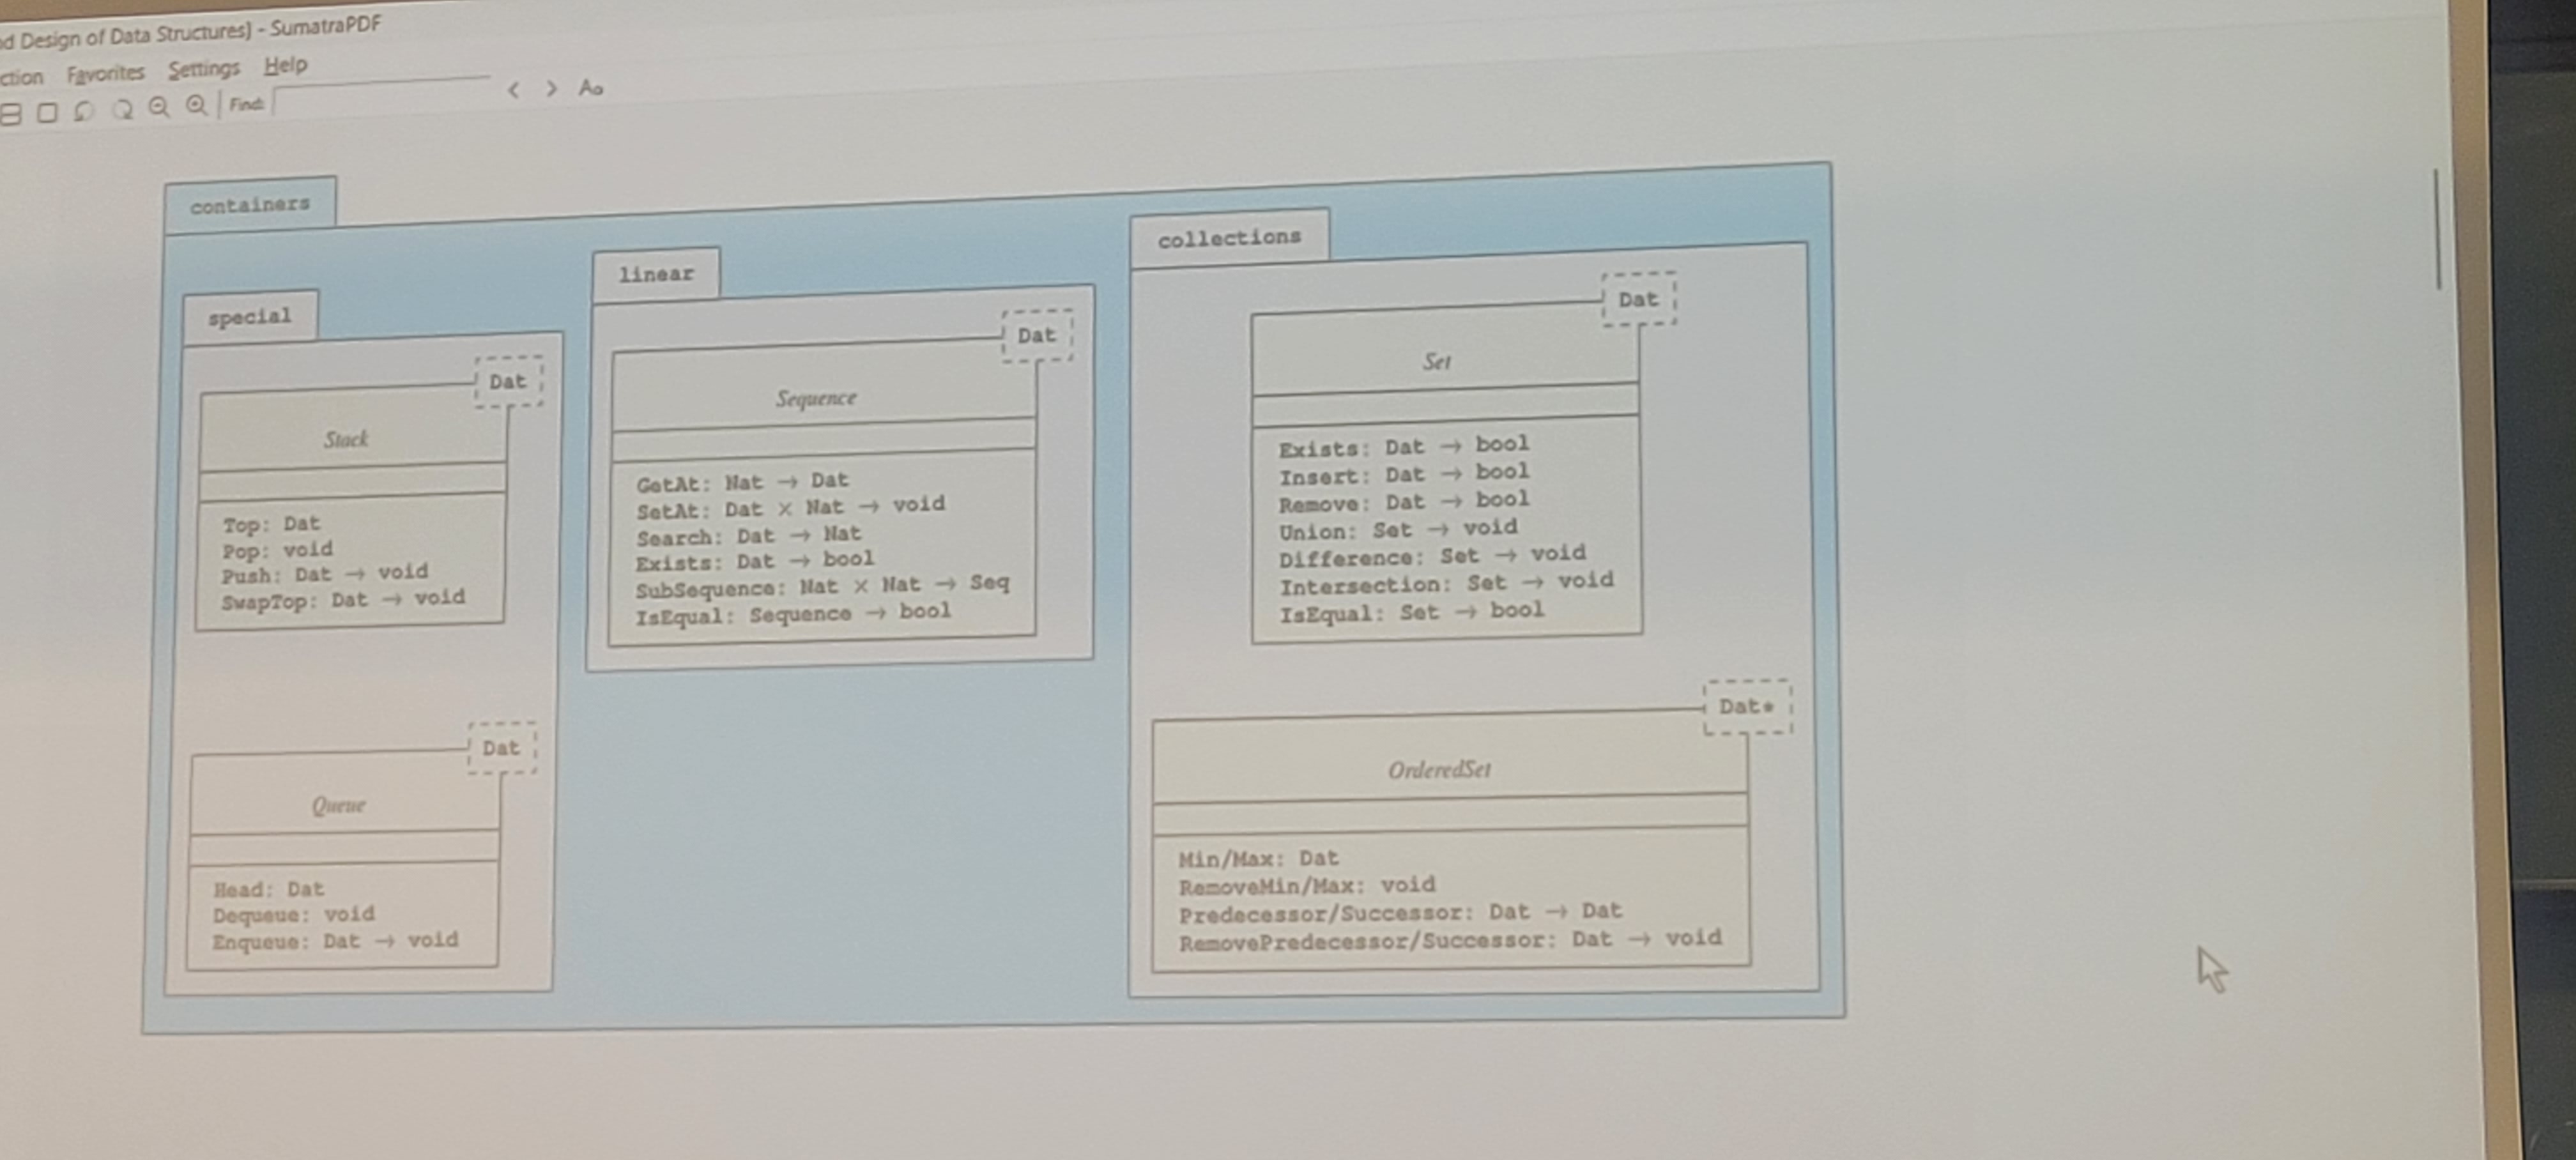 d Design of Data Structures] - SumatraPDF
ction Favorites Settings Help
Find:
containers
special
Dat
Stack
Top: Dat
Pop: void
Push: Dat → void
SwapTop: Dat → void
Dat
Queue
Head: Dat
Dequeue: void
Enqueue: Dat → void
linear
Dat
Sequence
GetAt: Nat → Dat
SetAt: Dat × Nat → void
Search: Dat → Nat
Exists: Dat → bool
SubSequence: Nat × Nat → Seq
IsEqual: Sequence → bool
collections
Dat
Set
Exists: Dat → bool
Insert: Dat → bool
Remove: Dat → bool
Union: Set → void
Difference: Set → void
Intersection: Set → void
IsEqual: Set → bool
Dat*
OrderedSet
Min/Max: Dat
RemoveMin/Max: void
Predecessor/Successor: Dat → Dat
RemovePredecessor/Successor: Dat → void